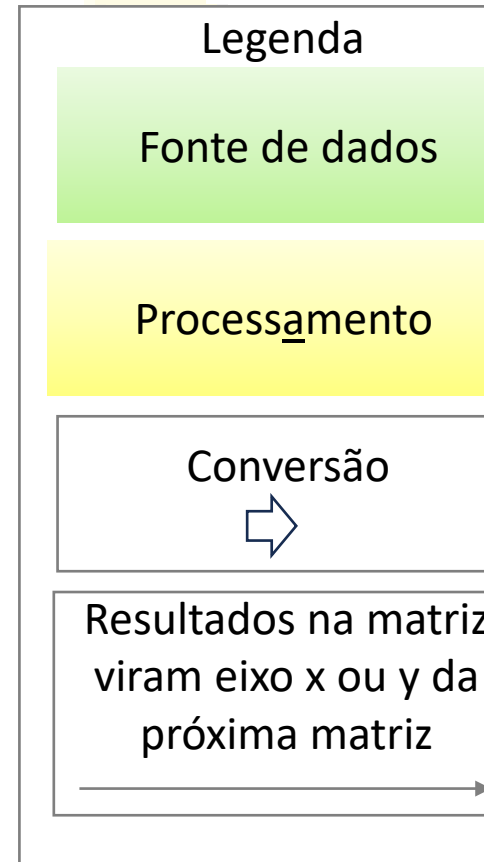 Legenda
Fonte de dados
Processamento
Conversão
Resultados na matriz
viram eixo x ou y da
próxima matriz